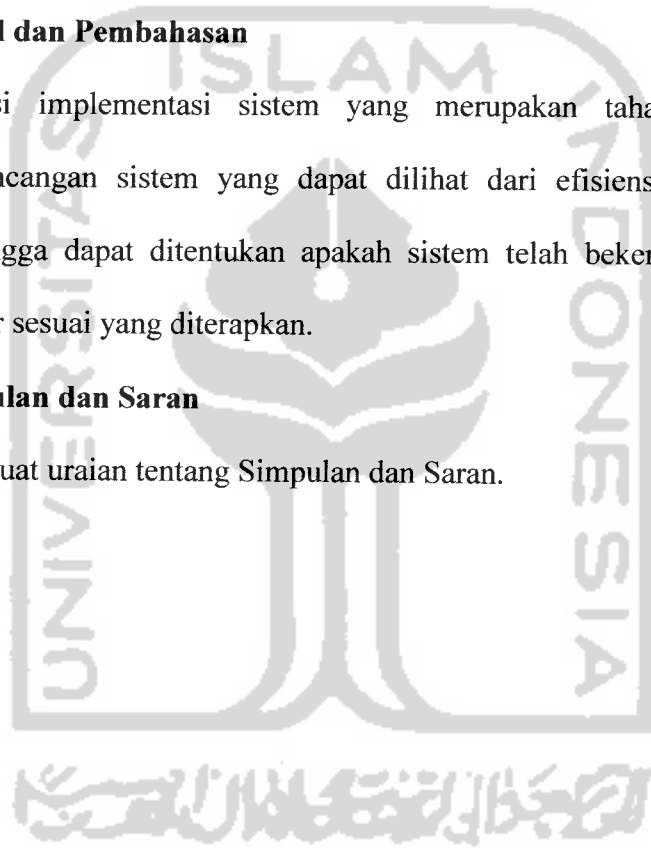 l dan Pembahasan
si implementasi sistem yang merupakan taha
ncangan sistem yang dapat dilihat dari efisiens
ngga dapat ditentukan apakah sistem telah beker
r sesuai yang diterapkan.
ulan dan Saran
uat uraian tentang Simpulan dan Saran.
ISLAM
UNIVERSITAS
INDONESIA